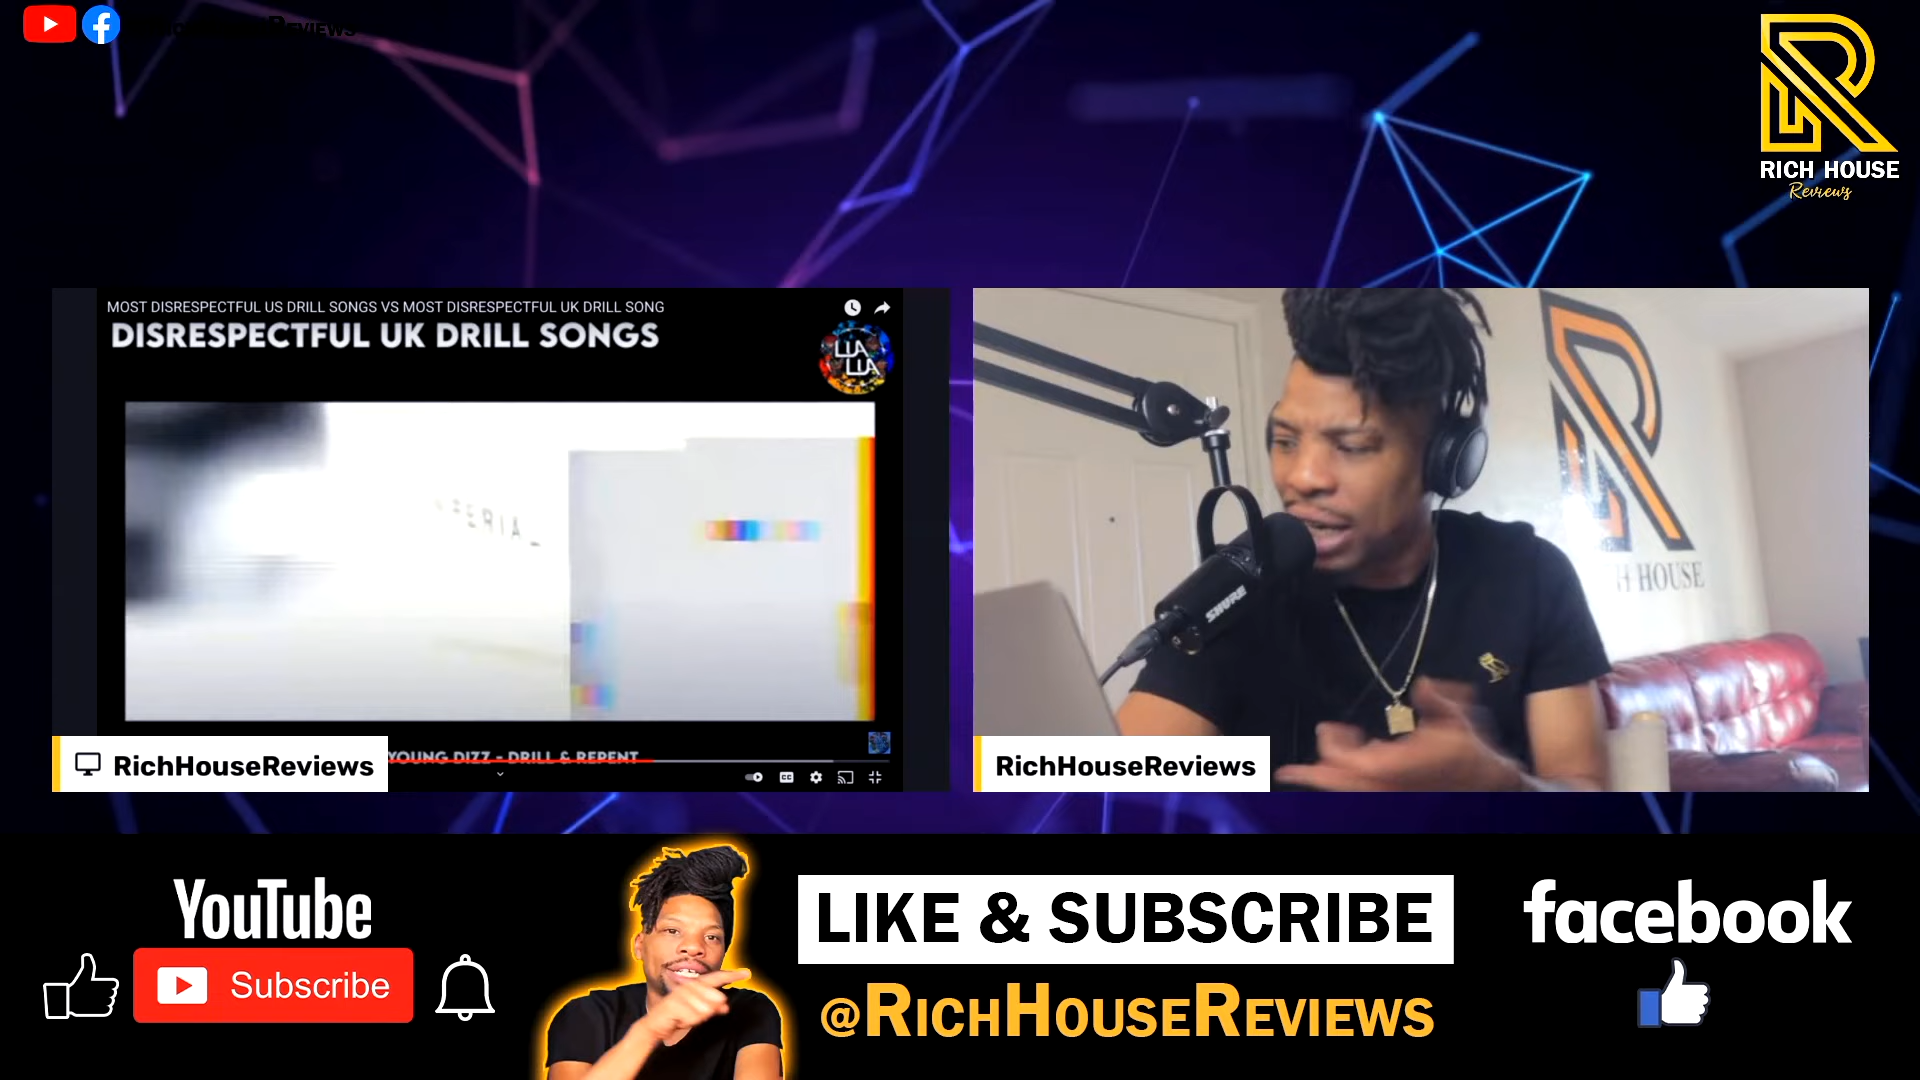 RICH HOUSE
Reviews
MOST DISRESPECTFUL US DRILL SONGS VS MOST DISRESPECTFUL UK DRILL SONG
DISRESPECTFUL UK DRILL SONGS
YOUNG DIZZ - DRILL & REPENT
CC
RichHouseReviews
SHURE
HOUSE
RichHouseReviews
YouTube
Subscribe
LIKE & SUBSCRIBE
@RICHHOUSEREVIEWS
facebook